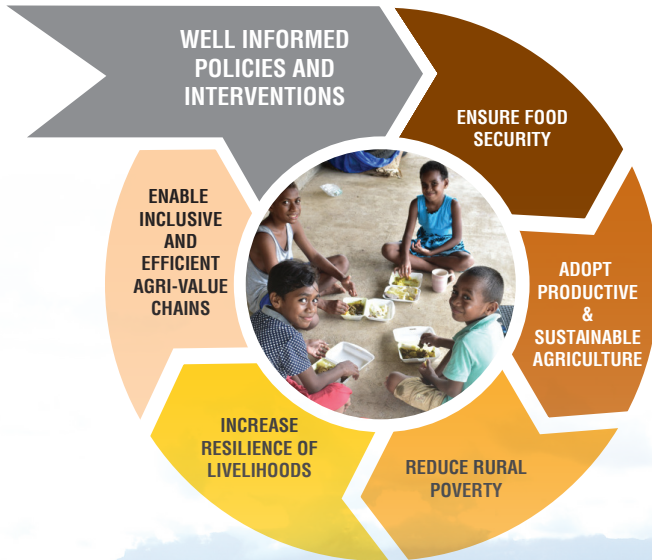 WELL INFORMED
POLICIES AND
INTERVENTIONS
ENSURE FOOD
SECURITY
ADOPT
PRODUCTIVE
&
SUSTAINABLE
AGRICULTURE
REDUCE RURAL
POVERTY
INCREASE
RESILIENCE OF
LIVELIHOODS
ENABLE
INCLUSIVE
AND
EFFICIENT
AGRI-VALUE
CHAINS